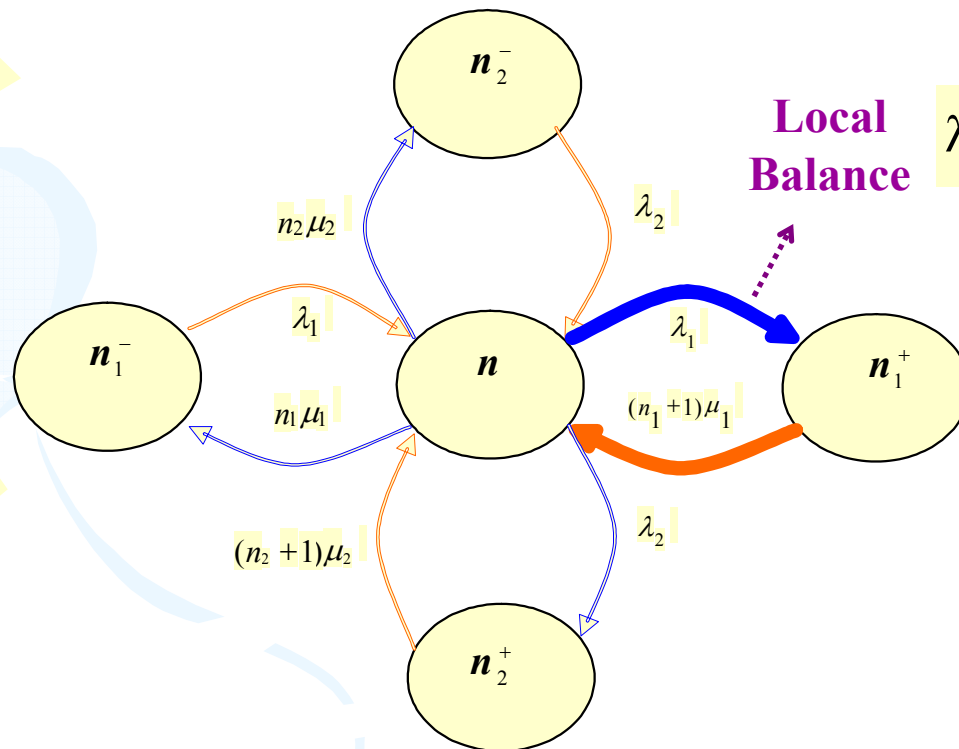 n₂⁻
Local
Balance
λ
n₂μ₂
λ₂
λ₁
λ₁
n₁⁻
n
n₁⁺
n₁μ₁
(n₁+1)μ₁
(n₂+1)μ₂
λ₂
n₂⁺